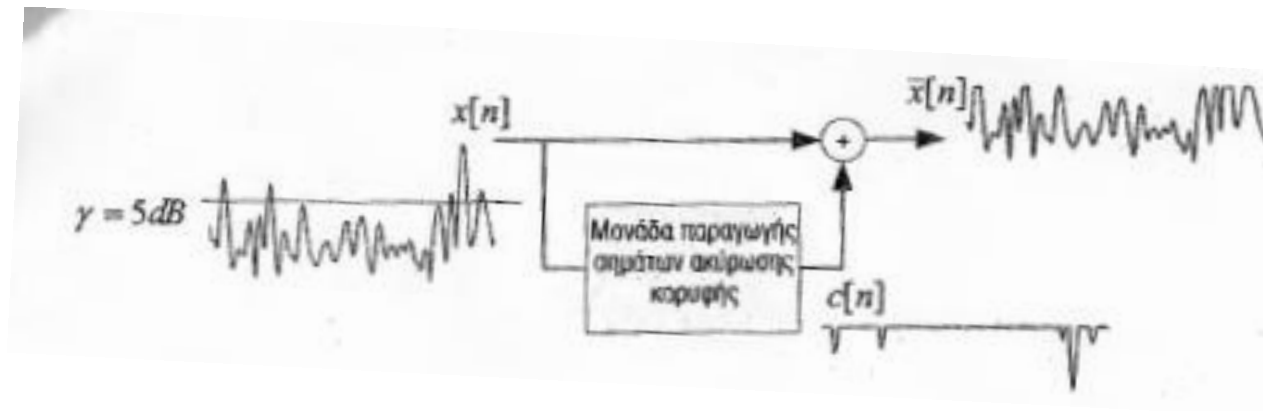 x[n]
x̅[n]
γ = 5dB
Μονάδα παραγωγής
σημάτων ακύρωσης
κορυφής
c[n]
+